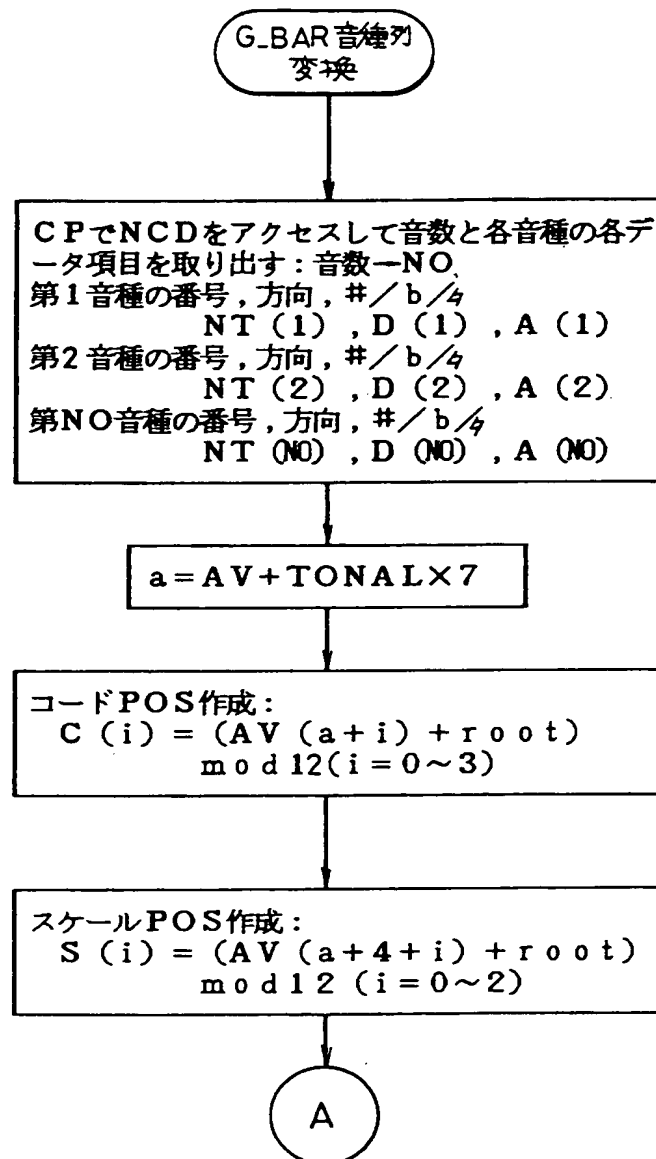 G_BAR音種列
変換
CPでNCDをアクセスして音数と各音種の各デ
ータ項目を取り出す:音数→NO、
第1音種の番号,方向,#/b/♮
NT(1),D(1),A(1)
第2音種の番号,方向,#/b/♮
NT(2),D(2),A(2)
第NO音種の番号,方向,#/b/♮
NT(NO),D(NO),A(NO)
a=AV+TONAL×7
コードPOS作成:
C(i)=(AV(a+i)+root)
mod12(i=0~3)
スケールPOS作成:
S(i)=(AV(a+4+i)+root)
mod12(i=0~2)
A